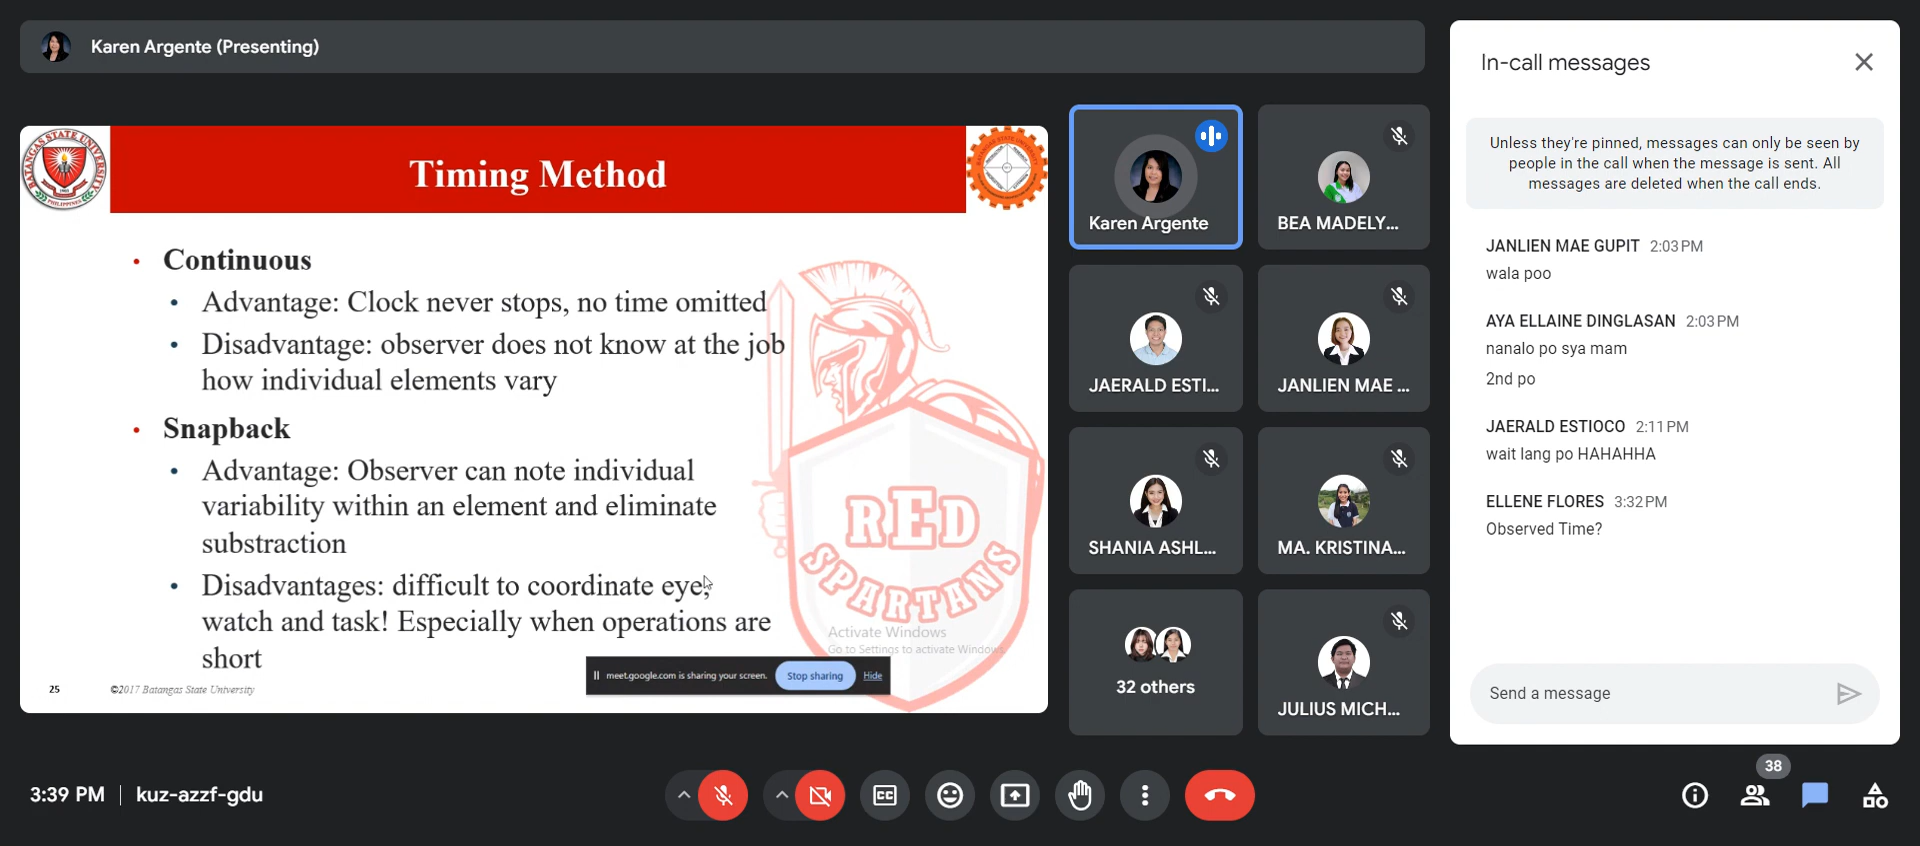 Karen Argente (Presenting)
BATANGAS STATE UNIVERSITY
PHILIPPINES
Timing Method
• Continuous
• Advantage: Clock never stops, no time omitted
• Disadvantage: observer does not know at the job
how individual elements vary
• Snapback
• Advantage: Observer can note individual
variability within an element and eliminate
substraction
• Disadvantages: difficult to coordinate eye,
watch and task! Especially when operations are
short
RED
SPARTANS
Activate Windows
Go to Settings to activate Windows.
meet.google.com is sharing your screen.
Stop sharing
Hide
25
©2017 Batangas State University
Karen Argente
BEA MADELY...
JAERALD ESTI...
JANLIEN MAE ...
SHANIA ASHL...
MA. KRISTINA...
32 others
JULIUS MICH...
In-call messages
Unless they're pinned, messages can only be seen by
people in the call when the message is sent. All
messages are deleted when the call ends.
JANLIEN MAE GUPIT 2:03 PM
wala poo
AYA ELLAINE DINGLASAN 2:03 PM
nanalo po sya mam
2nd po
JAERALD ESTIOCO 2:11 PM
wait lang po HAHAHHA
ELLENE FLORES 3:32 PM
Observed Time?
Send a message
3:39 PM | kuz-azzf-gdu
CC
38